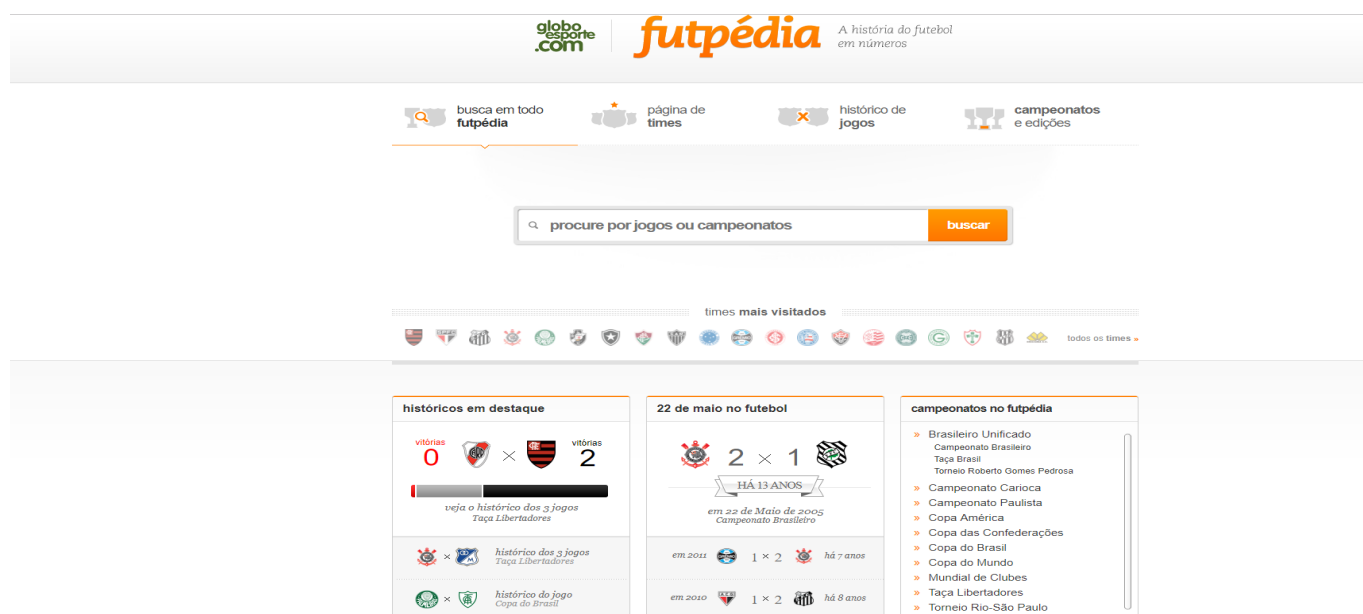 globo
esporte
.com
futpédia
A história do futebol
em números
busca em todo
futpédia
página de
times
histórico de
jogos
campeonatos
e edições
procure por jogos ou campeonatos
buscar
times mais visitados
todos os times »
históricos em destaque
vitórias
0
×
vitórias
2
veja o histórico dos 3 jogos
Taça Libertadores
×
histórico dos 3 jogos
Taça Libertadores
×
histórico do jogo
Copa do Brasil
22 de maio no futebol
2 × 1
HÁ 13 ANOS
em 22 de Maio de 2005
Campeonato Brasileiro
em 2011 1 × 2 há 7 anos
em 2010 1 × 2 há 8 anos
campeonatos no futpédia
» Brasileiro Unificado
Campeonato Brasileiro
Taça Brasil
Torneio Roberto Gomes Pedrosa
» Campeonato Carioca
» Campeonato Paulista
» Copa América
» Copa das Confederações
» Copa do Brasil
» Copa do Mundo
» Mundial de Clubes
» Taça Libertadores
» Torneio Rio-São Paulo